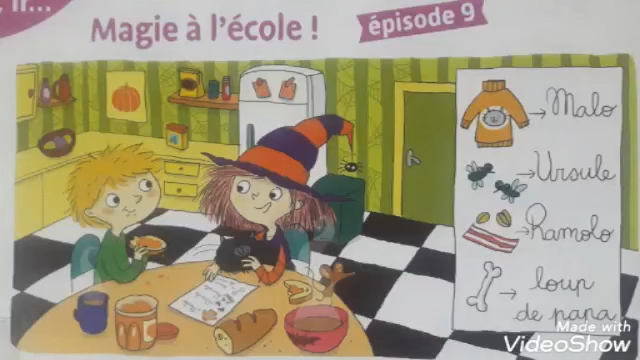 Magie à l'école !
épisode 9
→ Malo
→ Ursule
→ Ramolo
→ loup
de papa
Made with
VideoShow